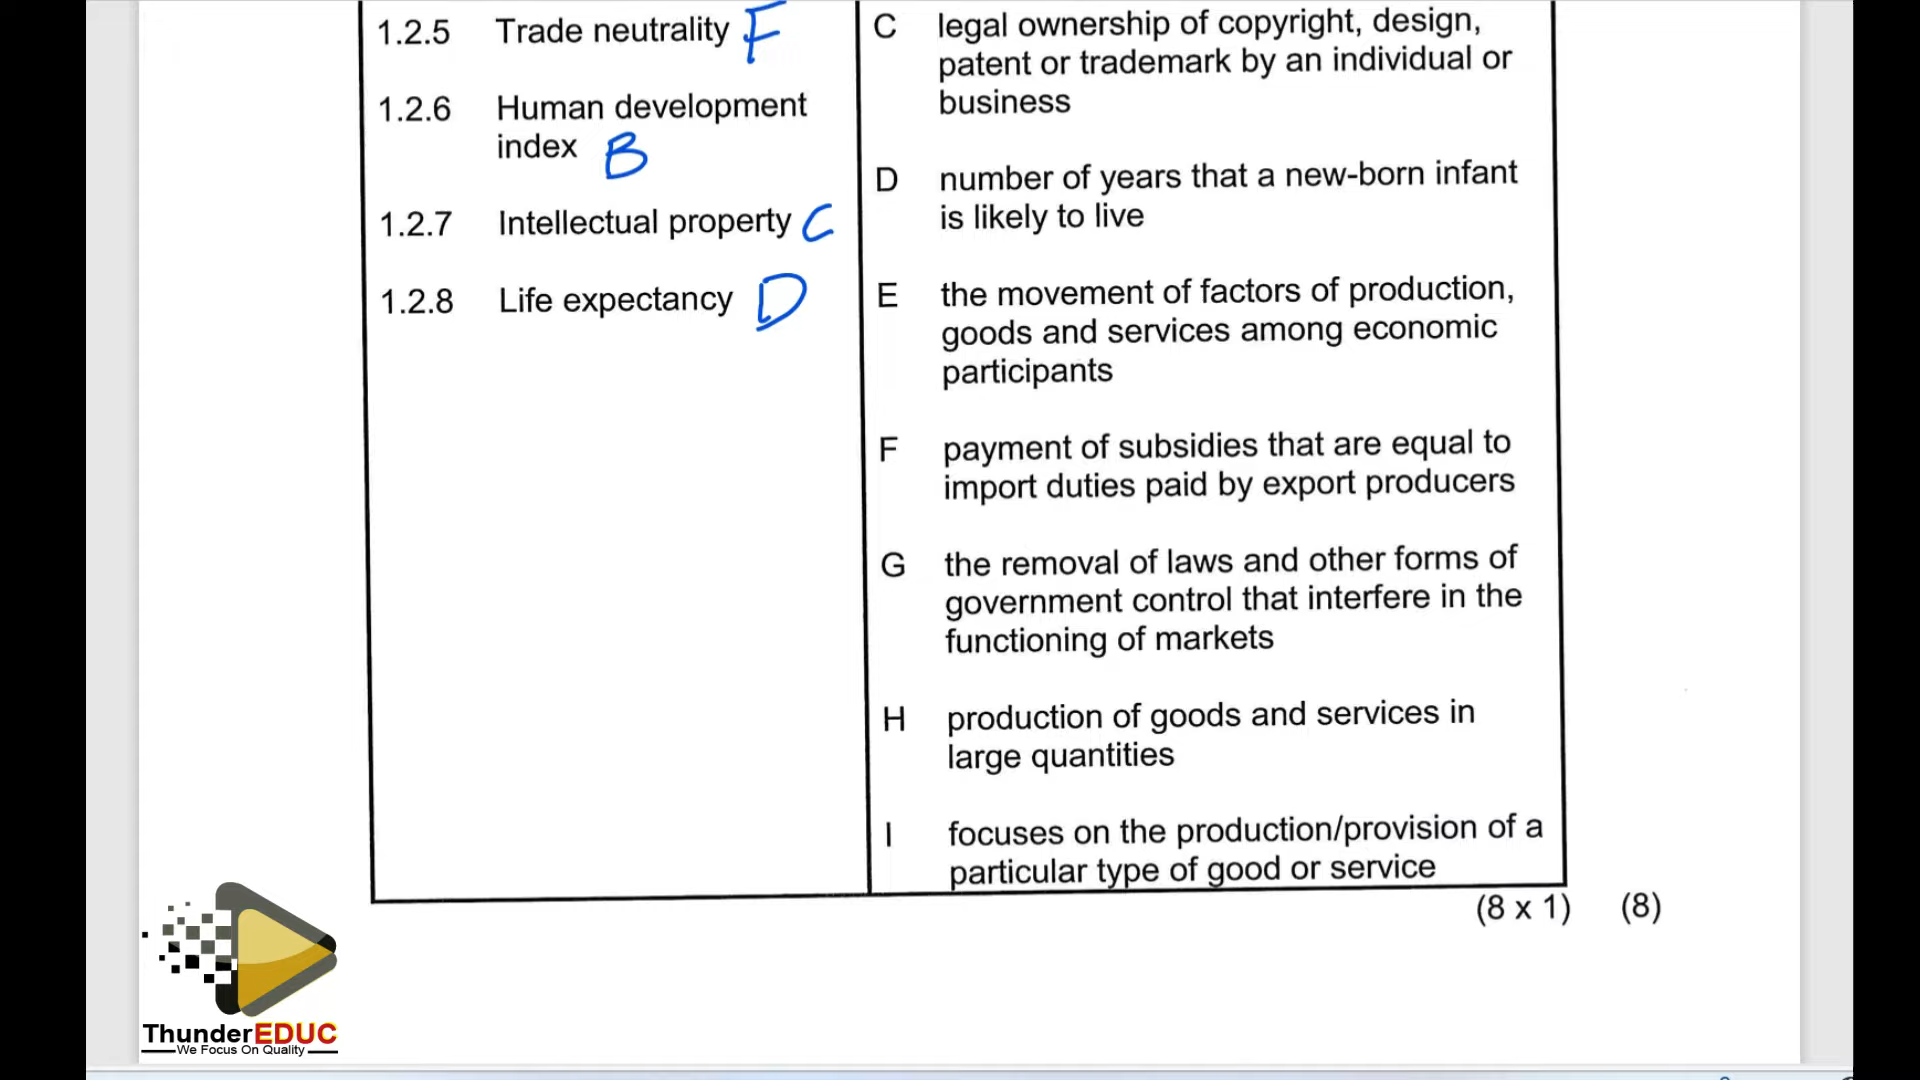 1.2.5 Trade neutrality F
1.2.6 Human development
index B
1.2.7 Intellectual property C
1.2.8 Life expectancy D
C legal ownership of copyright, design,
patent or trademark by an individual or
business
D number of years that a new-born infant
is likely to live
E the movement of factors of production,
goods and services among economic
participants
F payment of subsidies that are equal to
import duties paid by export producers
G the removal of laws and other forms of
government control that interfere in the
functioning of markets
H production of goods and services in
large quantities
I focuses on the production/provision of a
particular type of good or service
(8 x 1) (8)
ThunderEDUC
We Focus On Quality